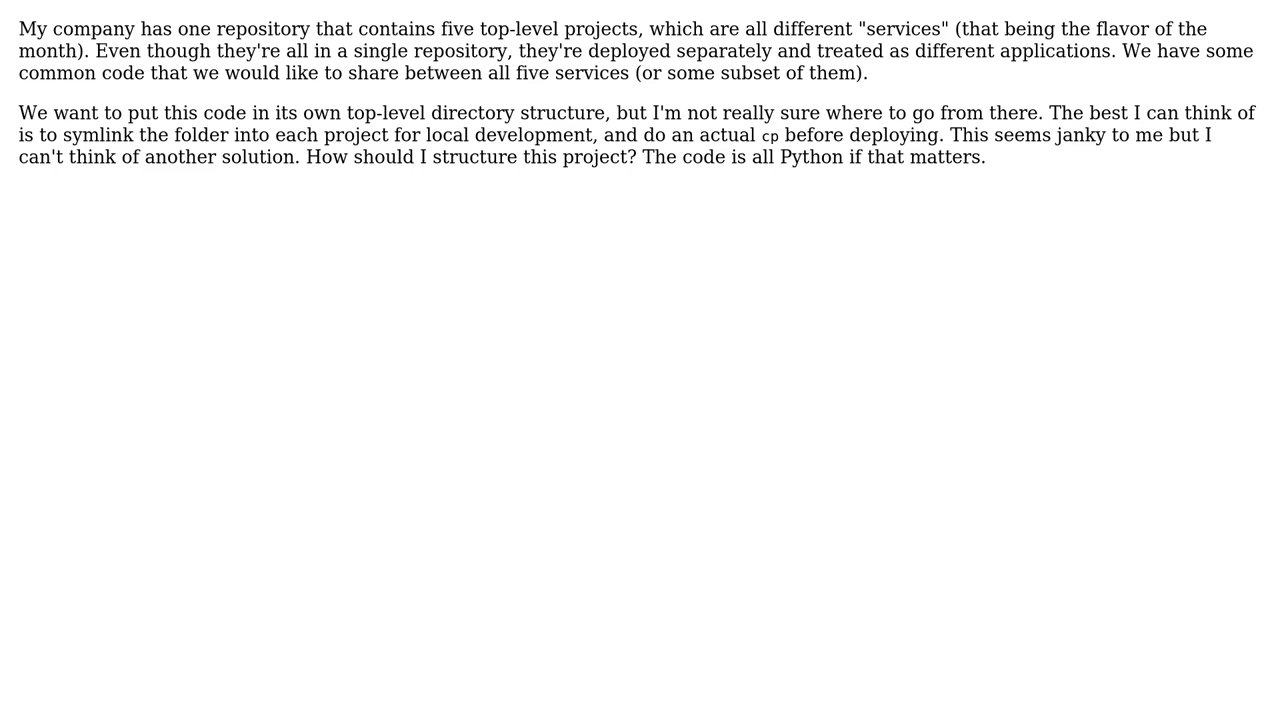 My company has one repository that contains five top-level projects, which are all different "services" (that being the flavor of the
month). Even though they're all in a single repository, they're deployed separately and treated as different applications. We have some
common code that we would like to share between all five services (or some subset of them).
We want to put this code in its own top-level directory structure, but I'm not really sure where to go from there. The best I can think of
is to symlink the folder into each project for local development, and do an actual cp before deploying. This seems janky to me but I
can't think of another solution. How should I structure this project? The code is all Python if that matters.